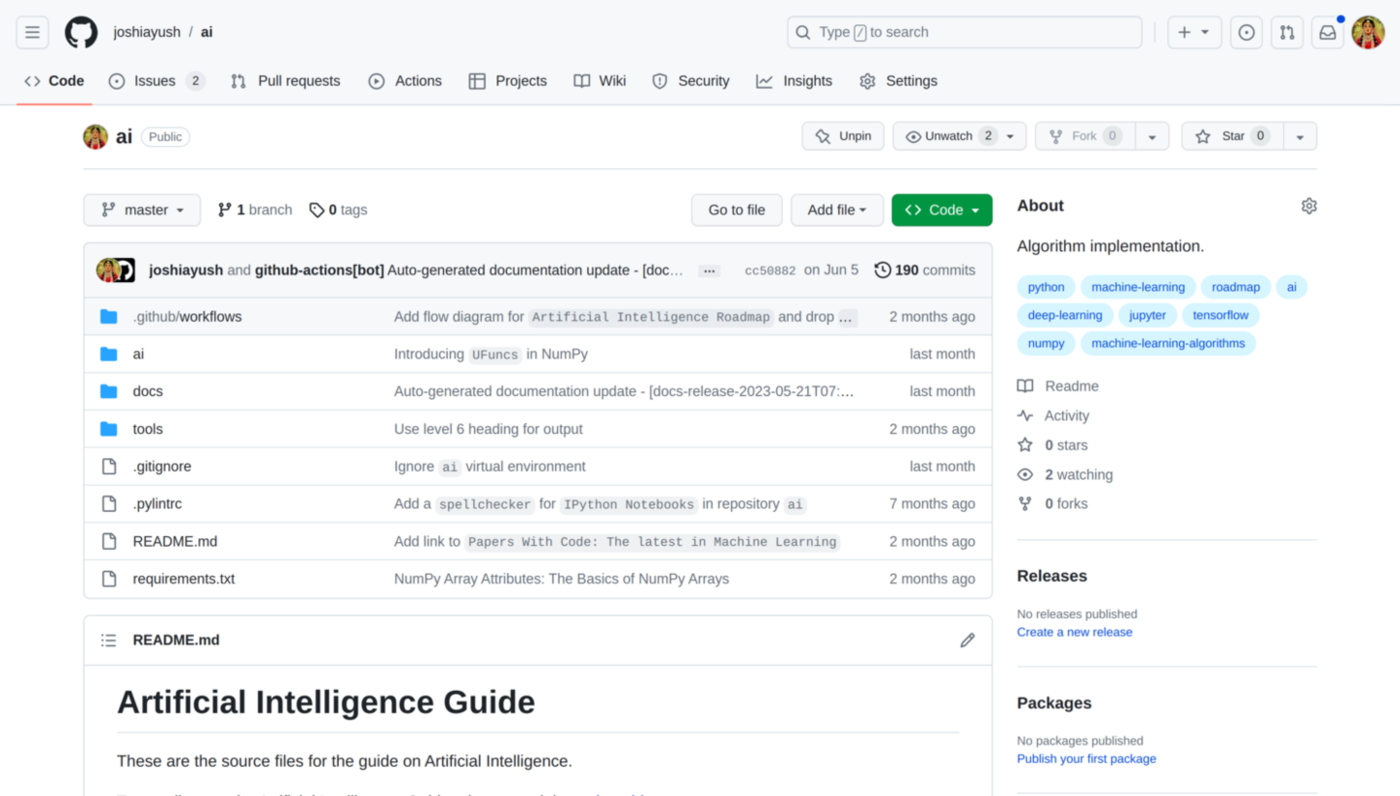 joshiayush / ai
Type / to search
Code
Issues 2
Pull requests
Actions
Projects
Wiki
Security
Insights
Settings
ai Public
Unpin
Unwatch 2
Fork 0
Star 0
master
1 branch
0 tags
Go to file
Add file
Code
joshiayush and github-actions[bot] Auto-generated documentation update - [doc… ... cc50882 on Jun 5 190 commits
.github/workflows Add flow diagram for Artificial Intelligence Roadmap and drop … 2 months ago
ai Introducing UFuncs in NumPy last month
docs Auto-generated documentation update - [docs-release-2023-05-21T07:… last month
tools Use level 6 heading for output 2 months ago
.gitignore Ignore ai virtual environment last month
.pylintrc Add a spellchecker for IPython Notebooks in repository ai 7 months ago
README.md Add link to Papers With Code: The latest in Machine Learning 2 months ago
requirements.txt NumPy Array Attributes: The Basics of NumPy Arrays 2 months ago
README.md
Artificial Intelligence Guide
These are the source files for the guide on Artificial Intelligence.
About
Algorithm implementation.
python machine-learning roadmap ai
deep-learning jupyter tensorflow
numpy machine-learning-algorithms
Readme
Activity
0 stars
2 watching
0 forks
Releases
No releases published
Create a new release
Packages
No packages published
Publish your first package